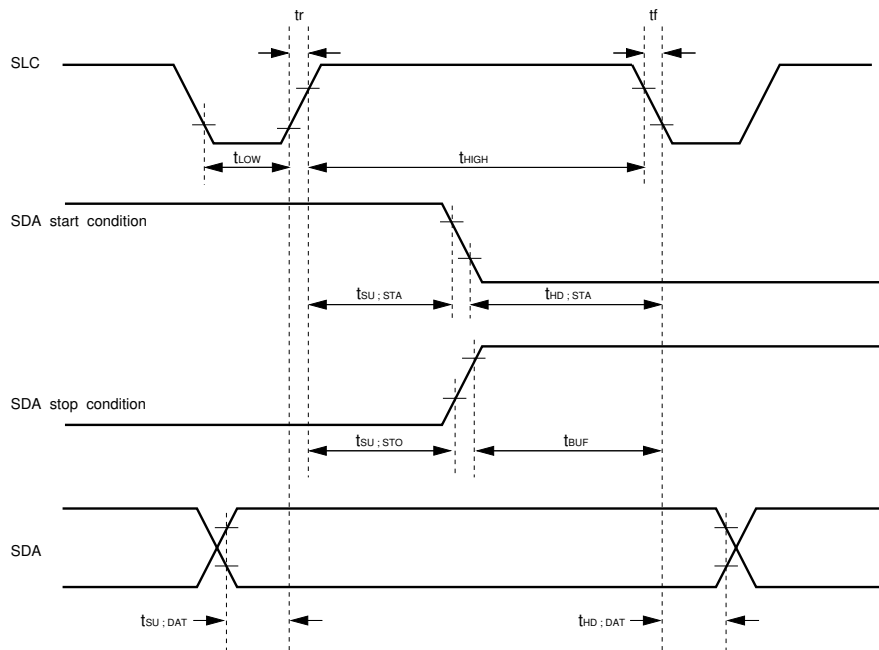 tr tf
SLC
tLOW tHIGH
SDA start condition
tSU ; STA tHD ; STA
SDA stop condition
tSU ; STO tBUF
SDA
tSU ; DAT tHD ; DAT